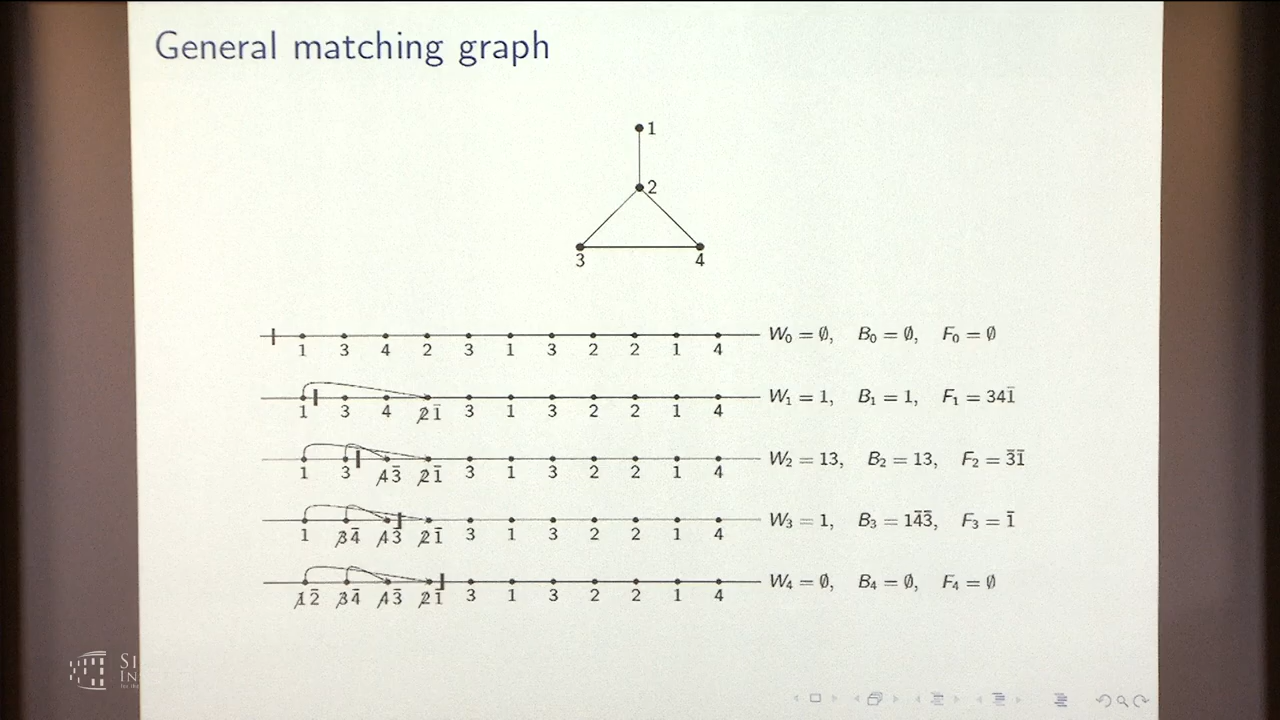 General matching graph
1
2
3 4
1 3 4 2 3 1 3 2 2 1 4 W₀ = ∅, B₀ = ∅, F₀ = ∅
1 3 4 2̸ 1̄ 3 1 3 2 2 1 4 W₁ = 1, B₁ = 1, F₁ = 341̄
1 3 4̸ 3̄ 2̸ 1̄ 3 1 3 2 2 1 4 W₂ = 13, B₂ = 13, F₂ = 3̄1̄
1 3̸ 4̄ 4̸ 3̄ 2̸ 1̄ 3 1 3 2 2 1 4 W₃ = 1, B₃ = 14̄3̄, F₃ = 1̄
1̸ 2̄ 3̸ 4̄ 4̸ 3̄ 2̸ 1̄ 3 1 3 2 2 1 4 W₄ = ∅, B₄ = ∅, F₄ = ∅